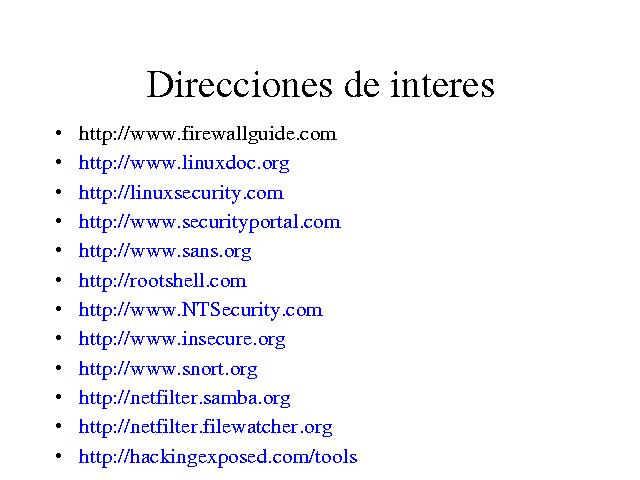 Direcciones de interes
• http://www.firewallguide.com
• http://www.linuxdoc.org
• http://linuxsecurity.com
• http://www.securityportal.com
• http://www.sans.org
• http://rootshell.com
• http://www.NTSecurity.com
• http://www.insecure.org
• http://www.snort.org
• http://netfilter.samba.org
• http://netfilter.filewatcher.org
• http://hackingexposed.com/tools